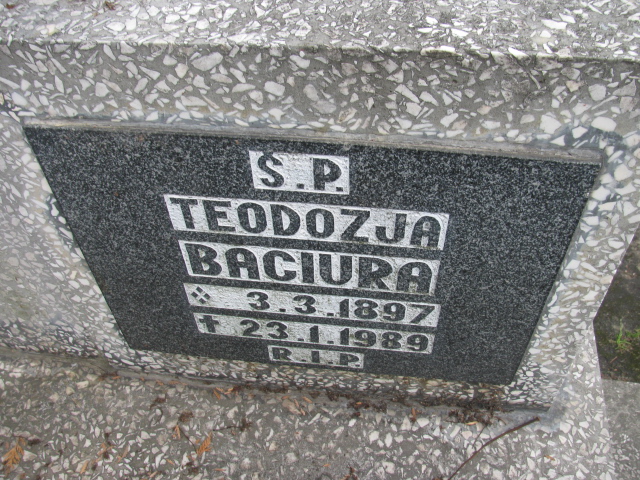 Ś.P.
TEODOZJA
BACIURA
❖ 3.3.1897
✝ 23.1.1989
R.I.P.